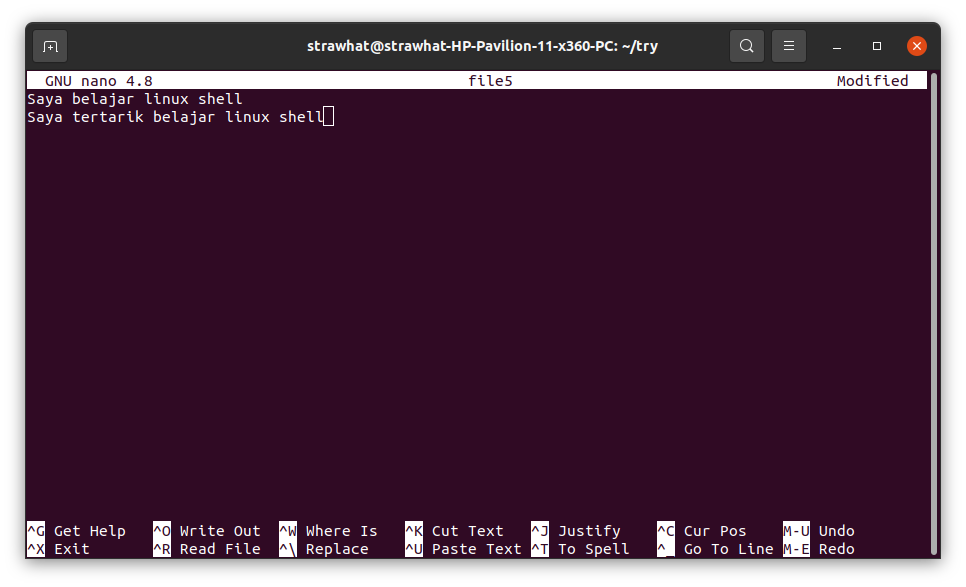 strawhat@strawhat-HP-Pavilion-11-x360-PC: ~/try
GNU nano 4.8 file5 Modified
Saya belajar linux shell
Saya tertarik belajar linux shell
^G Get Help ^O Write Out ^W Where Is ^K Cut Text ^J Justify ^C Cur Pos M-U Undo
^X Exit ^R Read File ^\ Replace ^U Paste Text ^T To Spell ^_ Go To Line M-E Redo